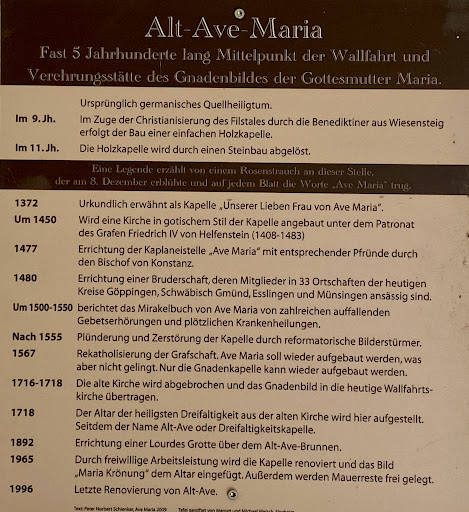 Alt-Ave-Maria
Fast 5 Jahrhunderte lang Mittelpunkt der Wallfahrt und
Verehrungsstätte des Gnadenbildes der Gottesmutter Maria.
Ursprünglich germanisches Quellheiligtum.
Im 9. Jh. Im Zuge der Christianisierung des Filstales durch die Benediktiner aus Wiesensteig
erfolgt der Bau einer einfachen Holzkapelle.
Im 11. Jh. Die Holzkapelle wird durch einen Steinbau abgelöst.
Eine Legende erzählt von einem Rosenstrauch an dieser Stelle,
der am 8. Dezember erblühte und auf jedem Blatt die Worte „Ave Maria" trug.
1372 Urkundlich erwähnt als Kapelle „Unserer Lieben Frau von Ave Maria".
Um 1450 Wird eine Kirche in gotischem Stil der Kapelle angebaut unter dem Patronat
des Grafen Friedrich IV von Helfenstein (1408-1483)
1477 Errichtung der Kaplaneistelle „Ave Maria" mit entsprechender Pfründe durch
den Bischof von Konstanz.
1480 Errichtung einer Bruderschaft, deren Mitglieder in 33 Ortschaften der heutigen
Kreise Göppingen, Schwäbisch Gmünd, Esslingen und Münsingen ansässig sind.
Um 1500-1550 berichtet das Mirakelbuch von Ave Maria von zahlreichen auffallenden
Gebetserhörungen und plötzlichen Krankenheilungen.
Nach 1555 Plünderung und Zerstörung der Kapelle durch reformatorische Bilderstürmer.
1567 Rekatholisierung der Grafschaft. Ave Maria soll wieder aufgebaut werden, was
aber nicht gelingt. Nur die Gnadenkapelle kann wieder aufgebaut werden.
1716-1718 Die alte Kirche wird abgebrochen und das Gnadenbild in die heutige Wallfahrts-
kirche übertragen.
1718 Der Altar der heiligsten Dreifaltigkeit aus der alten Kirche wird hier aufgestellt.
Seitdem der Name Alt-Ave oder Dreifaltigkeitskapelle.
1892 Errichtung einer Lourdes Grotte über dem Alt-Ave-Brunnen.
1965 Durch freiwillige Arbeitsleistung wird die Kapelle renoviert und das Bild
„Maria Krönung" dem Altar eingefügt. Außerdem werden Mauerreste frei gelegt.
1996 Letzte Renovierung von Alt-Ave.
Text: Pater Norbert Schlenker, Ave Maria 2009 Tafel gestiftet von Margret und Michael